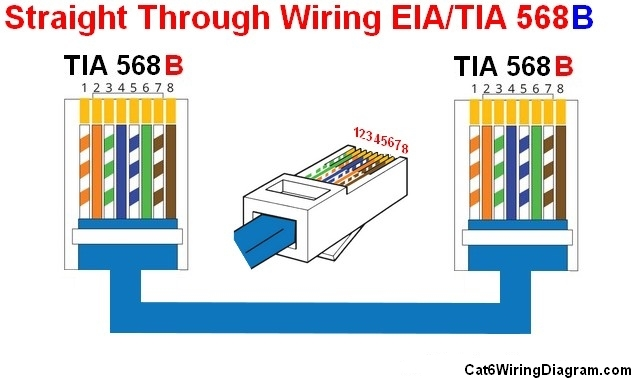 Straight Through Wiring EIA/TIA 568B
TIA 568B
1 2 3 4 5 6 7 8
TIA 568B
1 2 3 4 5 6 7 8
12345678
Cat6WiringDiagram.com